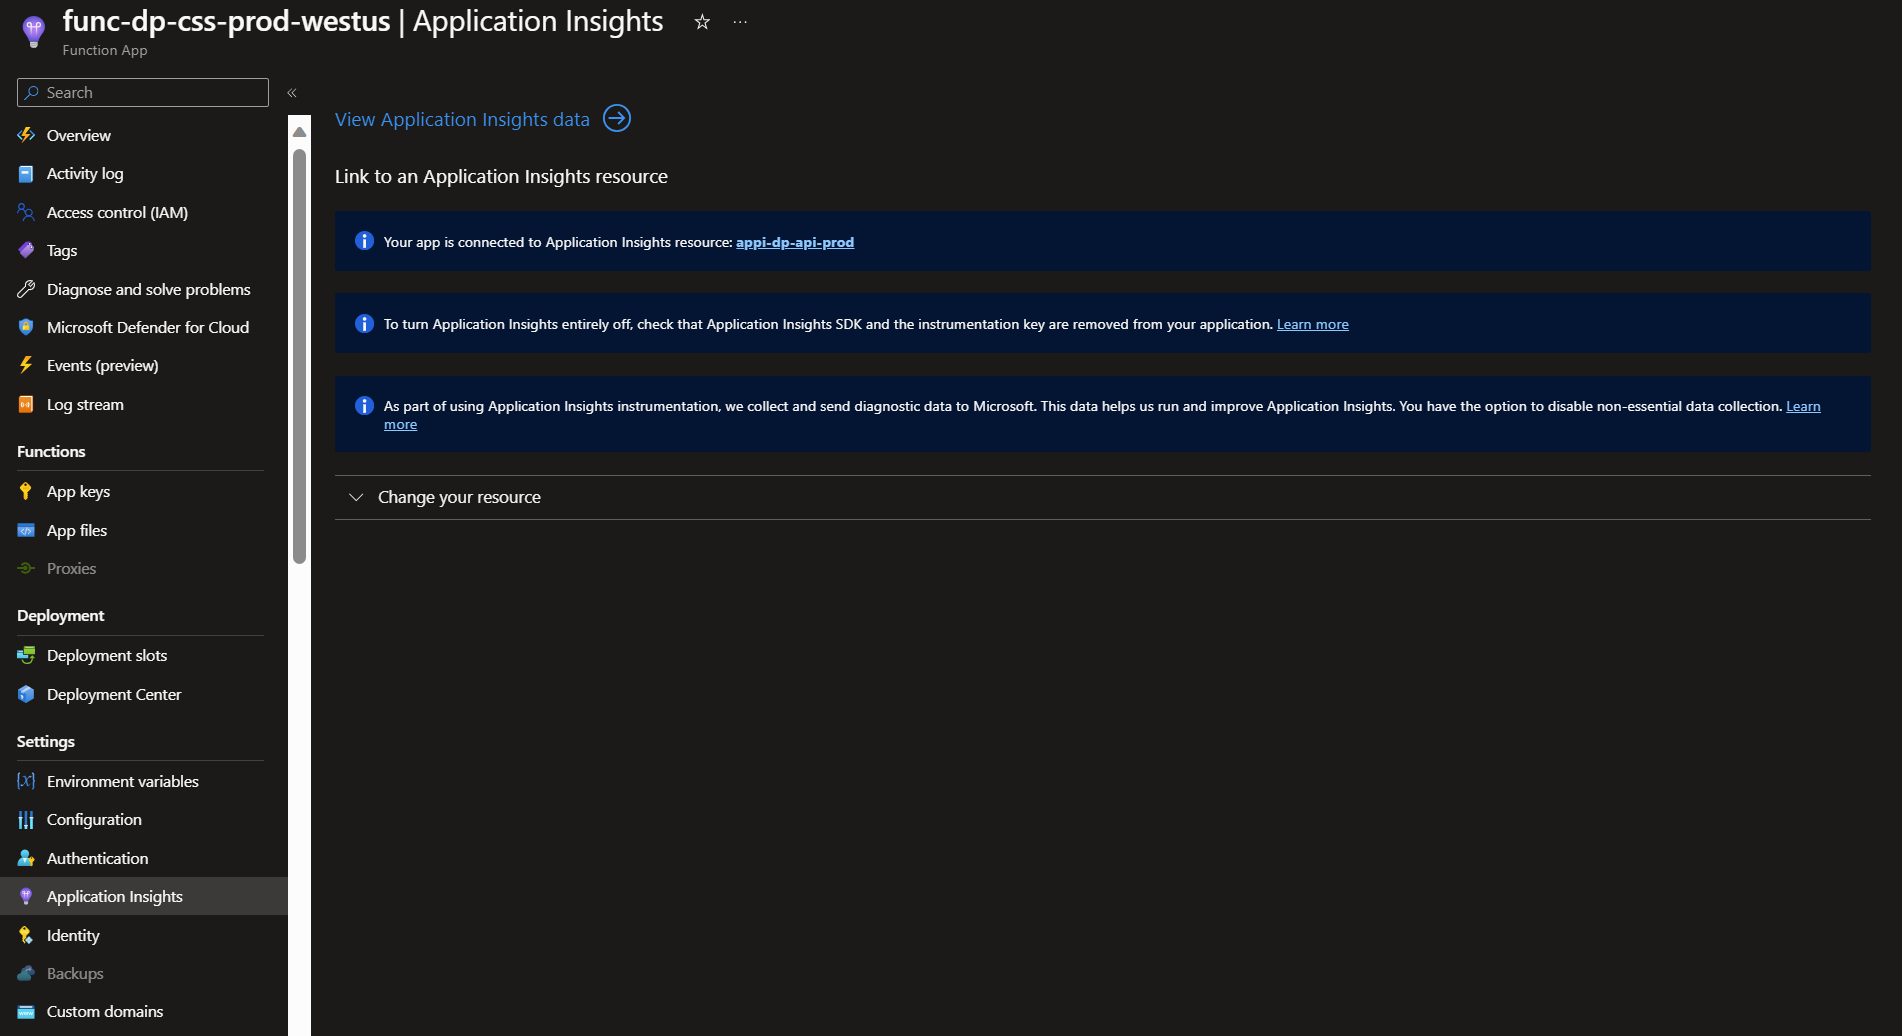 func-dp-css-prod-westus | Application Insights
Function App
Search
Overview
Activity log
Access control (IAM)
Tags
Diagnose and solve problems
Microsoft Defender for Cloud
Events (preview)
Log stream
Functions
App keys
App files
Proxies
Deployment
Deployment slots
Deployment Center
Settings
Environment variables
Configuration
Authentication
Application Insights
Identity
Backups
Custom domains
View Application Insights data
Link to an Application Insights resource
Your app is connected to Application Insights resource: appi-dp-api-prod
To turn Application Insights entirely off, check that Application Insights SDK and the instrumentation key are removed from your application. Learn more
As part of using Application Insights instrumentation, we collect and send diagnostic data to Microsoft. This data helps us run and improve Application Insights. You have the option to disable non-essential data collection. Learn
more
Change your resource